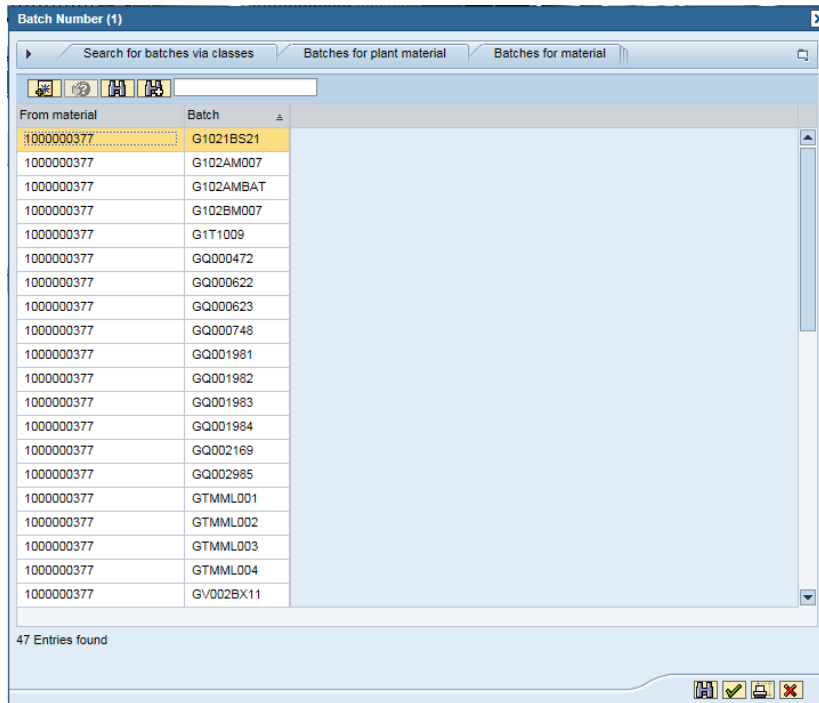 Batch Number (1)
Search for batches via classes Batches for plant material Batches for material
From material Batch
1000000377 G1021BS21
1000000377 G102AM007
1000000377 G102AMBAT
1000000377 G102BM007
1000000377 G1T1009
1000000377 GQ000472
1000000377 GQ000622
1000000377 GQ000623
1000000377 GQ000748
1000000377 GQ001981
1000000377 GQ001982
1000000377 GQ001983
1000000377 GQ001984
1000000377 GQ002169
1000000377 GQ002985
1000000377 GTMML001
1000000377 GTMML002
1000000377 GTMML003
1000000377 GTMML004
1000000377 GV002BX11
47 Entries found